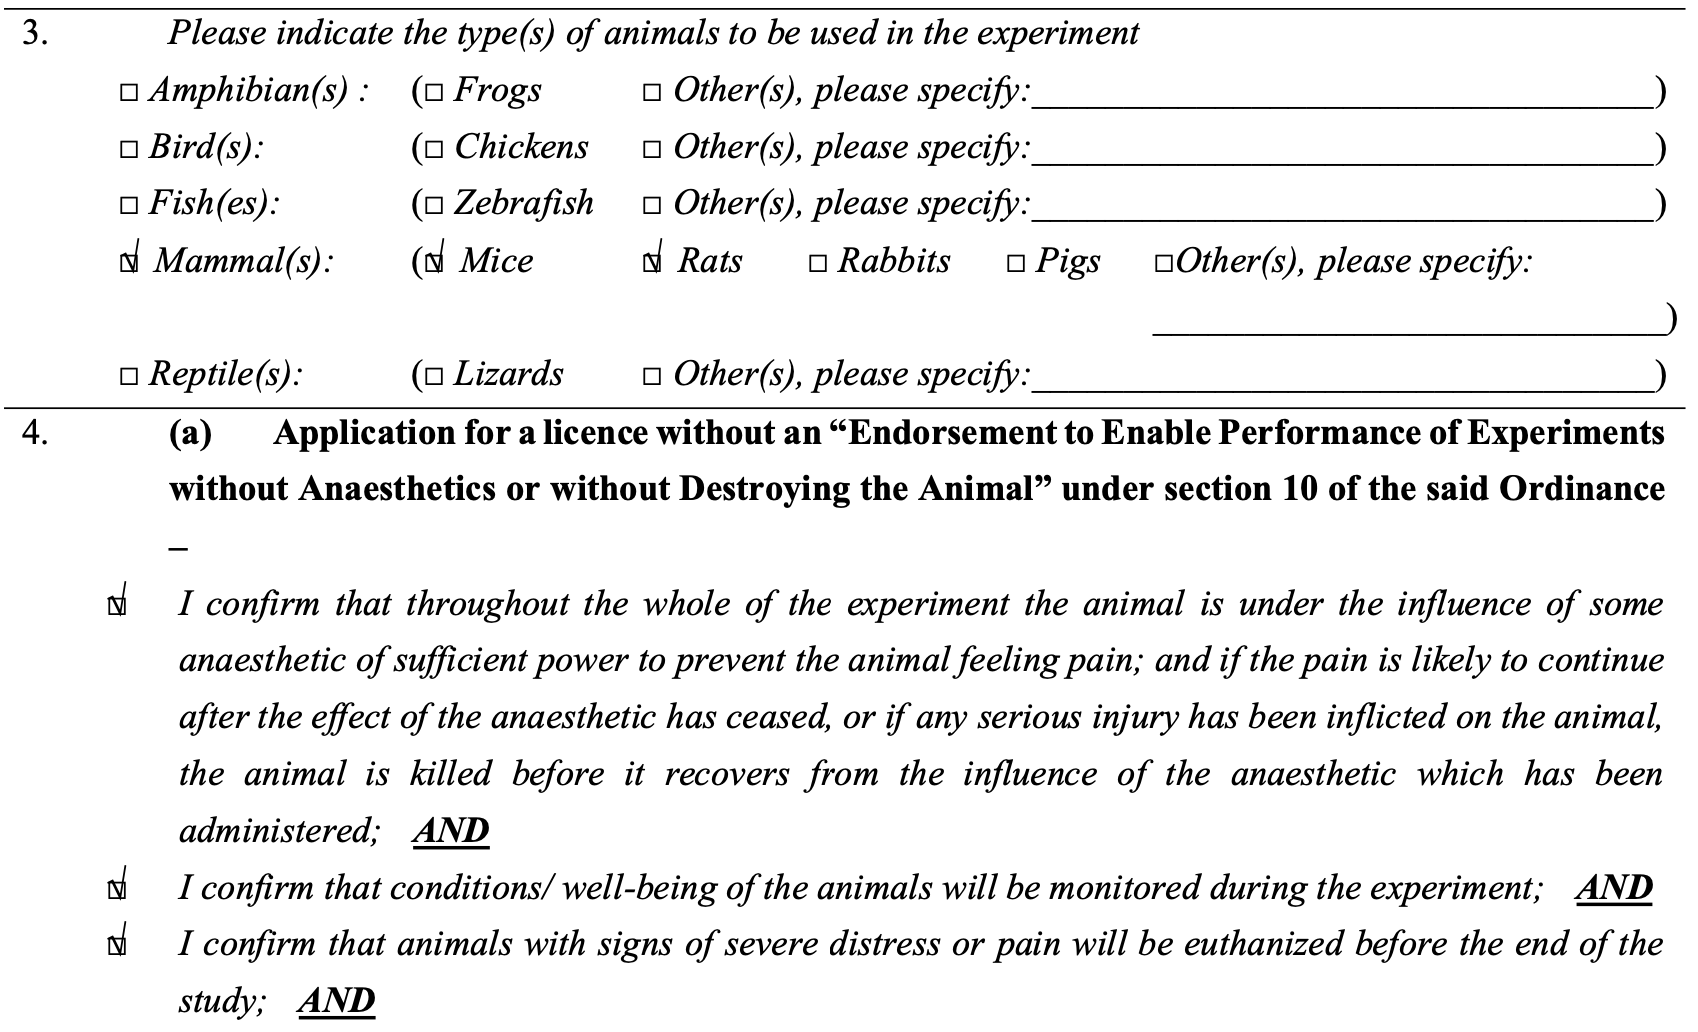 3. Please indicate the type(s) of animals to be used in the experiment
□ Amphibian(s) : (□ Frogs □ Other(s), please specify:___________________________________)
□ Bird(s): (□ Chickens □ Other(s), please specify:___________________________________)
□ Fish(es): (□ Zebrafish □ Other(s), please specify:___________________________________)
☑ Mammal(s): (☑ Mice ☑ Rats □ Rabbits □ Pigs □Other(s), please specify:
_____________________________)
□ Reptile(s): (□ Lizards □ Other(s), please specify:___________________________________)
4. (a) Application for a licence without an “Endorsement to Enable Performance of Experiments
without Anaesthetics or without Destroying the Animal” under section 10 of the said Ordinance
–
☑ I confirm that throughout the whole of the experiment the animal is under the influence of some
anaesthetic of sufficient power to prevent the animal feeling pain; and if the pain is likely to continue
after the effect of the anaesthetic has ceased, or if any serious injury has been inflicted on the animal,
the animal is killed before it recovers from the influence of the anaesthetic which has been
administered; AND
☑ I confirm that conditions/ well-being of the animals will be monitored during the experiment; AND
☑ I confirm that animals with signs of severe distress or pain will be euthanized before the end of the
study; AND